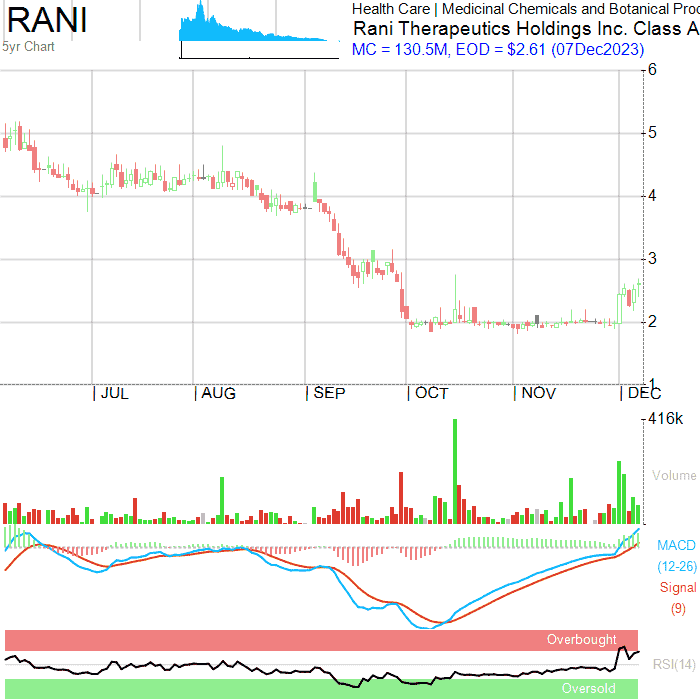 RANI
5yr Chart
Health Care | Medicinal Chemicals and Botanical Pro
Rani Therapeutics Holdings Inc. Class A
MC = 130.5M, EOD = $2.61 (07Dec2023)
6
5
4
3
2
1
JUL AUG SEP OCT NOV DEC
416k
Volume
MACD
(12-26)
Signal
(9)
Overbought
RSI(14)
Oversold